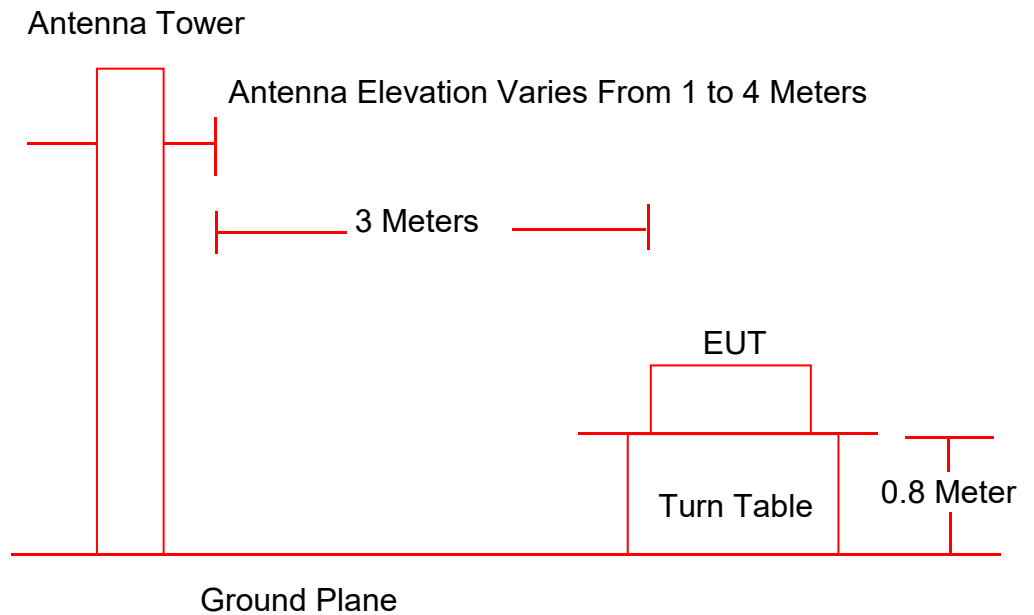 Antenna Tower
Antenna Elevation Varies From 1 to 4 Meters
3 Meters
EUT
Turn Table
0.8 Meter
Ground Plane